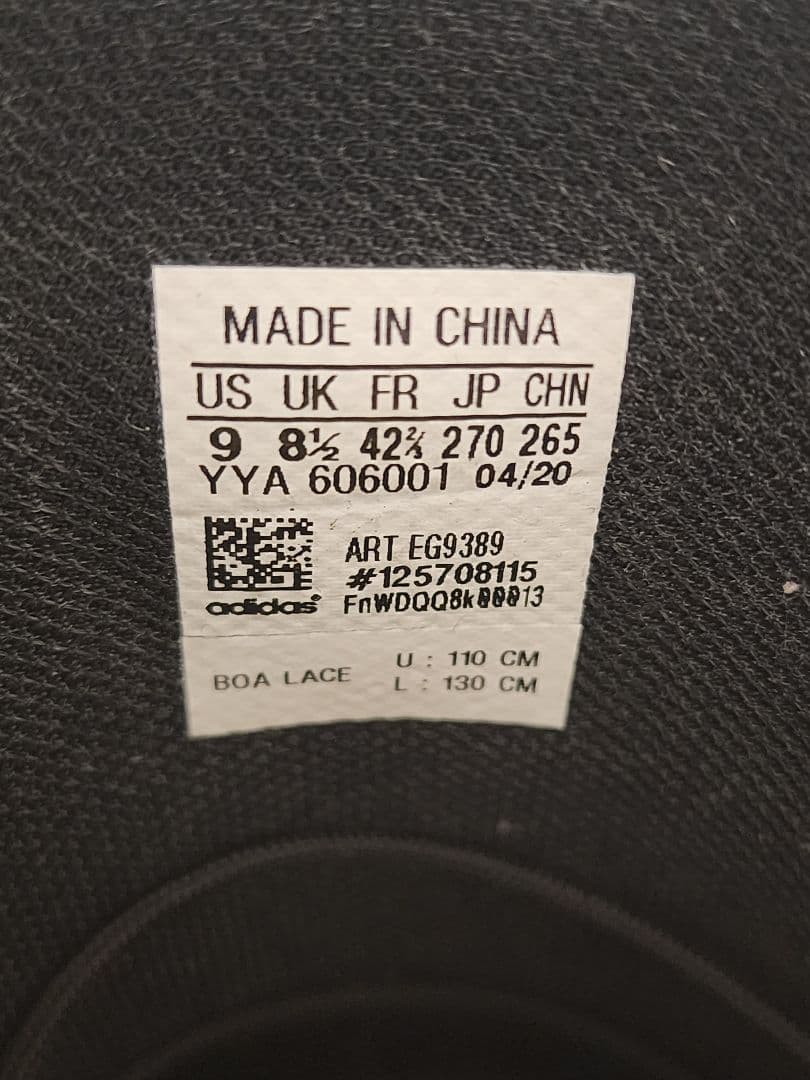 MADE IN CHINA
US UK FR JP CHN
9 8½ 42⅔ 270 265
YYA 606001 04/20
ART EG9389
#125708115
adidas® FnWDQQ8k00013
BOA LACE U : 110 CM
L : 130 CM